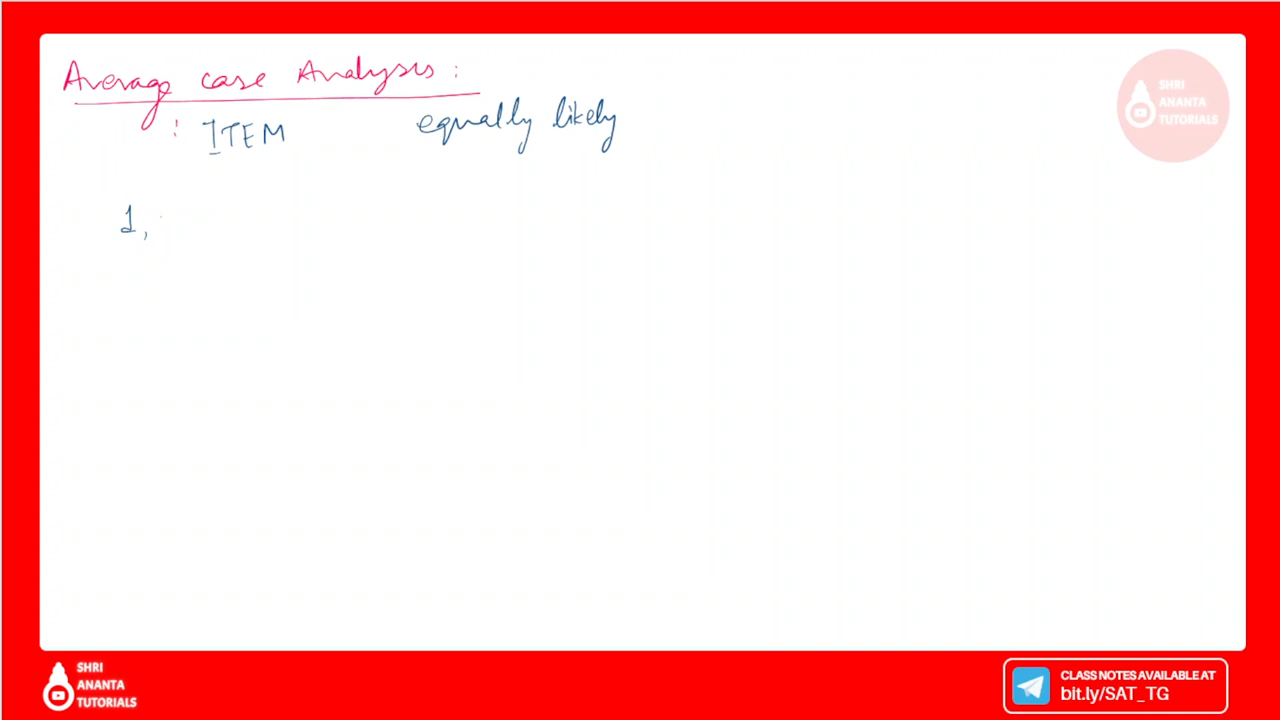 Average case Analysis :
: ITEM equally likely
1,
SHRI
ANANTA
TUTORIALS
SHRI
ANANTA
TUTORIALS
CLASS NOTES AVAILABLE AT
bit.ly/SAT_TG